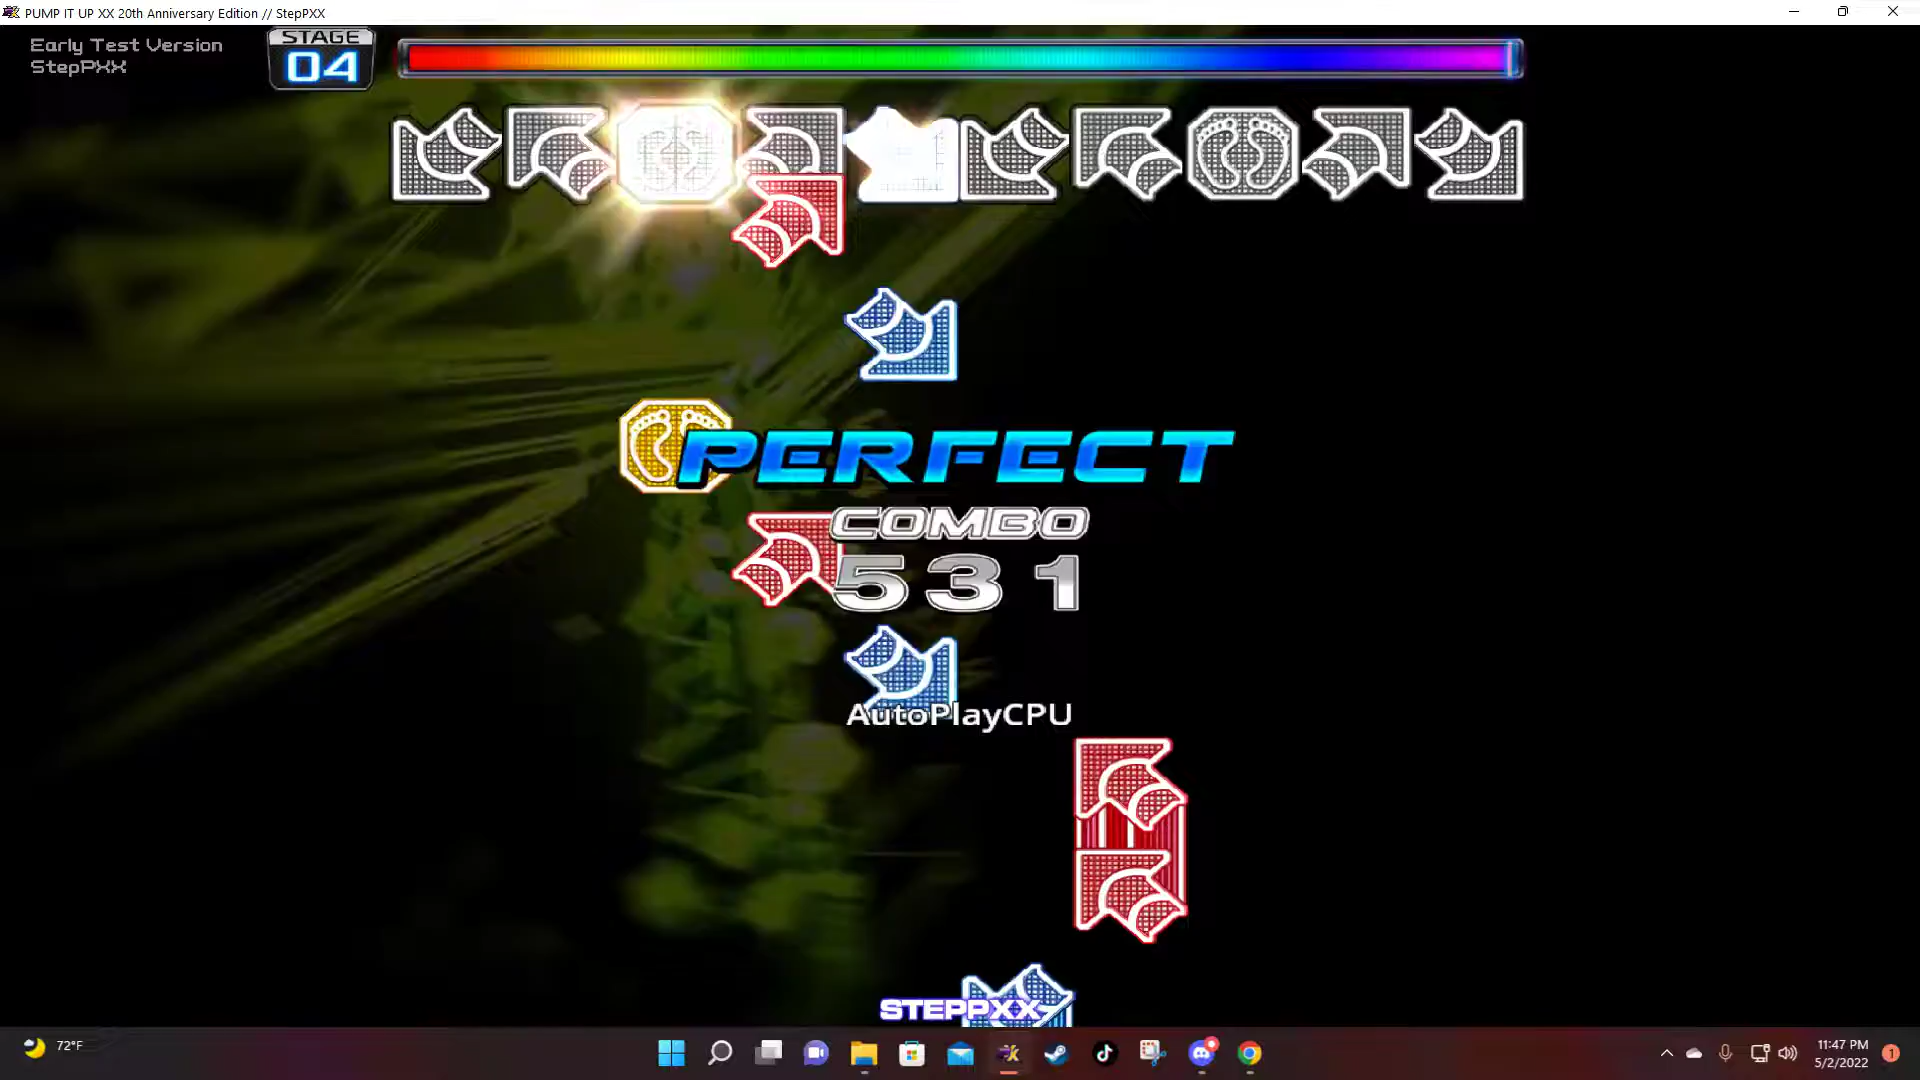 PUMP IT UP XX 20th Anniversary Edition // StepPXX
Early Test Version
StepPXX
STAGE
04
PERFECT
COMBO
531
AutoPlayCPU
STEPPXX
72°F
11:47 PM
5/2/2022
1